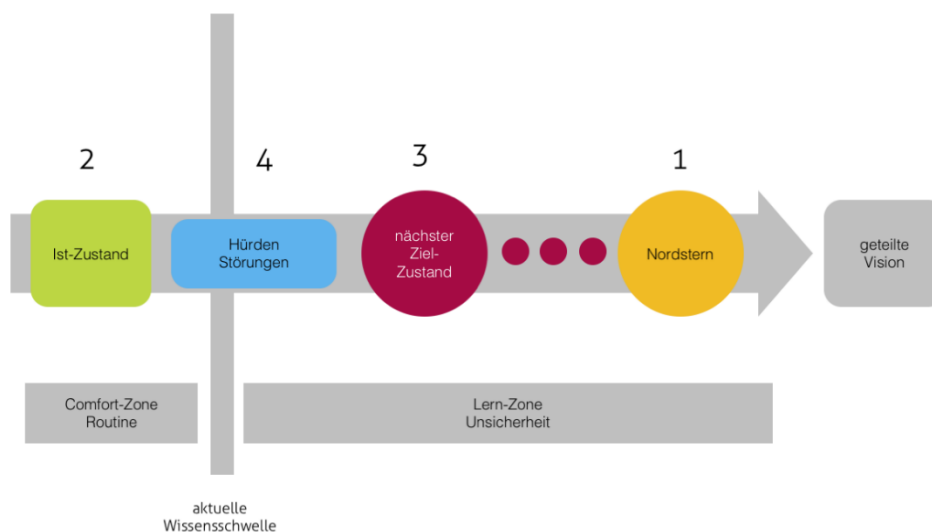 2
4
3
1
Ist-Zustand
Hürden
Störungen
nächster
Ziel-
Zustand
Nordstern
geteilte
Vision
Comfort-Zone
Routine
Lern-Zone
Unsicherheit
aktuelle
Wissensschwelle